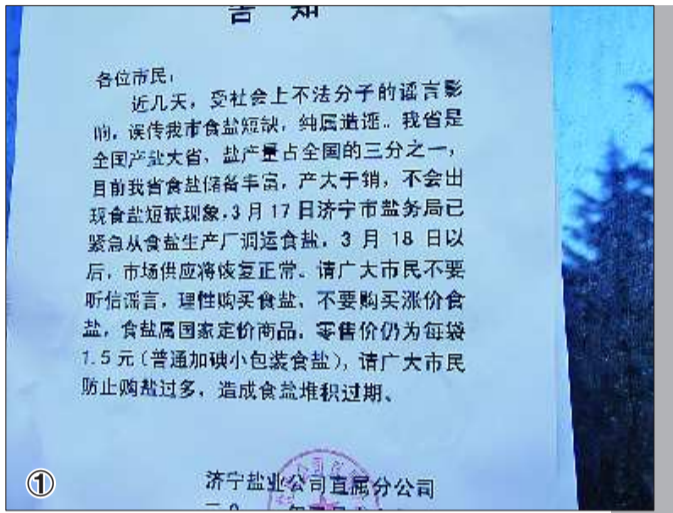 告 知
各位市民：
近几天，受社会上不法分子的谣言影
响，误传我市食盐短缺，纯属造谣。我省是
全国产盐大省，盐产量占全国的三分之一，
目前我省食盐储备丰富，产大于销，不会出
现食盐短缺现象。3月17日济宁市盐务局已
紧急从食盐生产厂调运食盐，3月18日以
后，市场供应将恢复正常。请广大市民不要
听信谣言，理性购买食盐、不要购买涨价食
盐，食盐属国家定价商品，零售价仍为每袋
1.5元（普通加碘小包装食盐），请广大市民
防止购盐过多，造成食盐堆积过期、
济宁盐业公司直属分公司
①